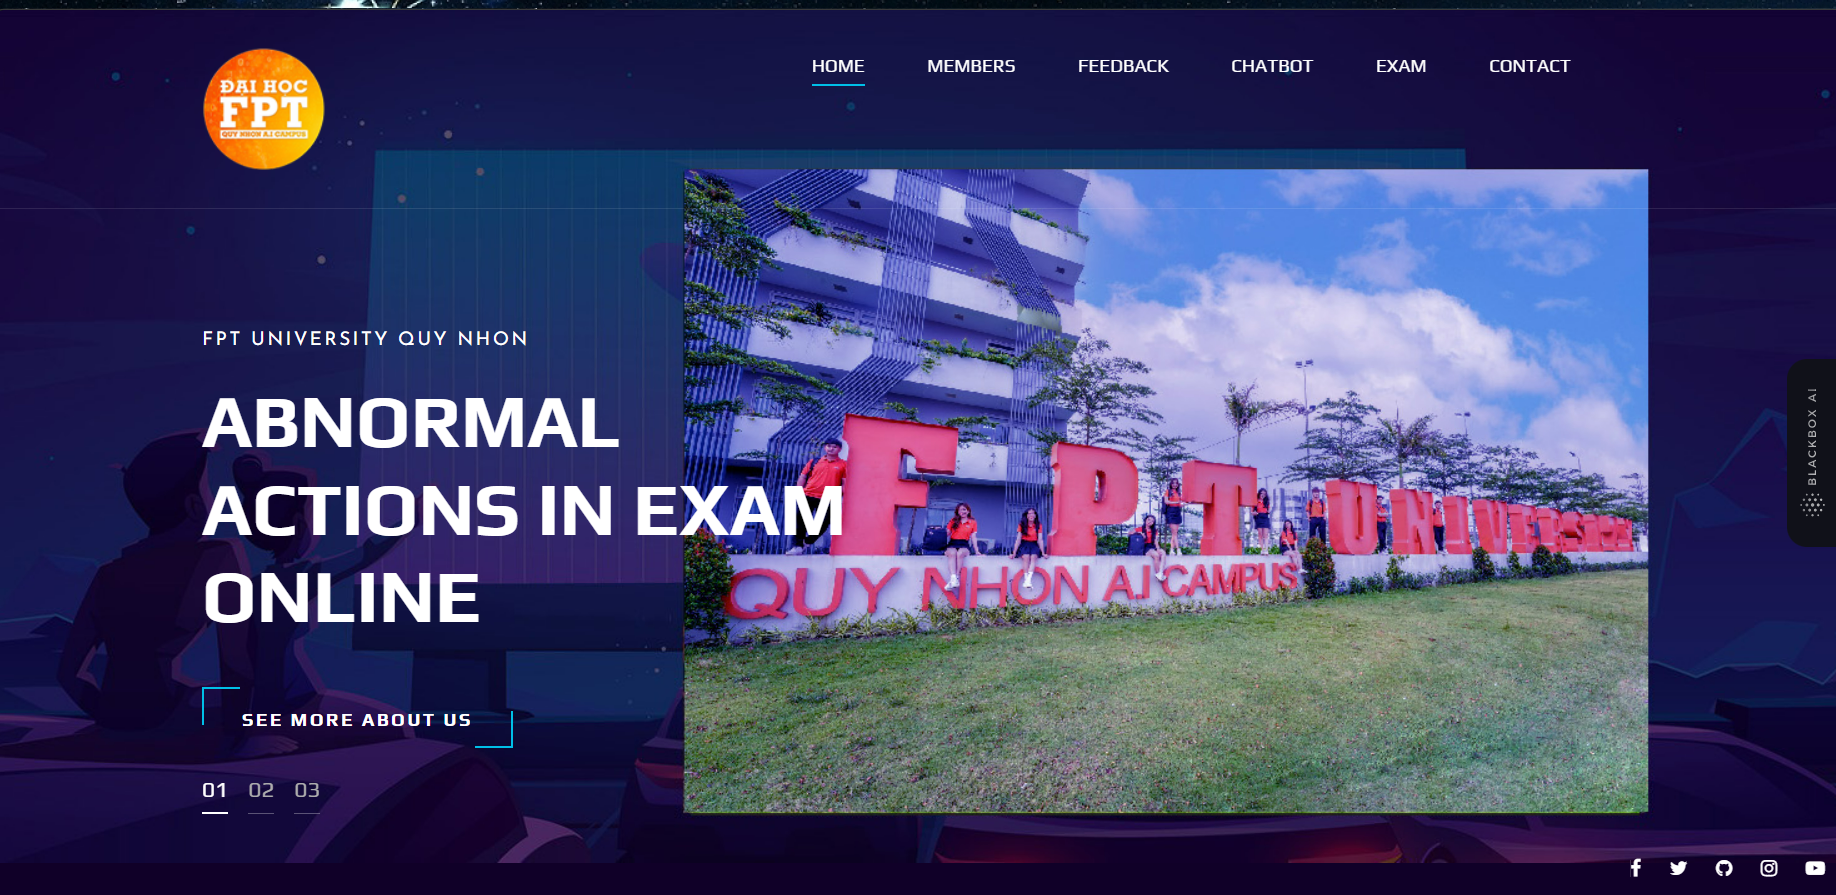 ĐẠI HỌC
FPT
QUY NHON A.I CAMPUS
HOME
MEMBERS
FEEDBACK
CHATBOT
EXAM
CONTACT
FPT UNIVERSITY QUY NHON
ABNORMAL
ACTIONS IN EXAM
ONLINE
SEE MORE ABOUT US
01 02 03
FPT UNIVERSITY
QUY NHON A.I CAMPUS
BLACKBOX AI